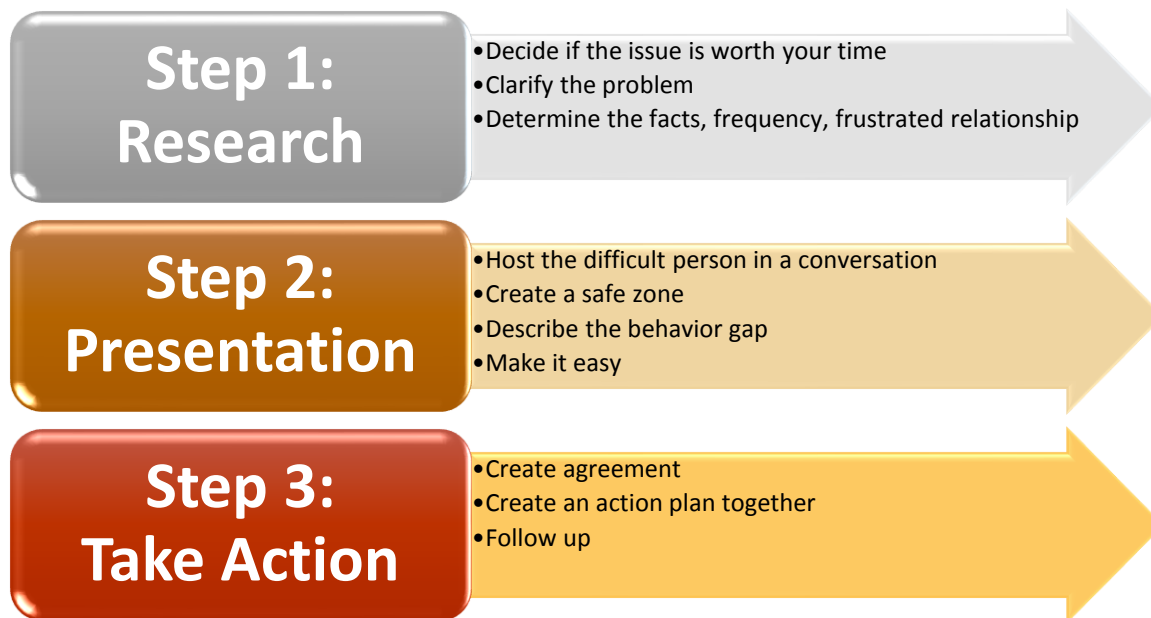 Step 1:
Research
•Decide if the issue is worth your time
•Clarify the problem
•Determine the facts, frequency, frustrated relationship
Step 2:
Presentation
•Host the difficult person in a conversation
•Create a safe zone
•Describe the behavior gap
•Make it easy
Step 3:
Take Action
•Create agreement
•Create an action plan together
•Follow up